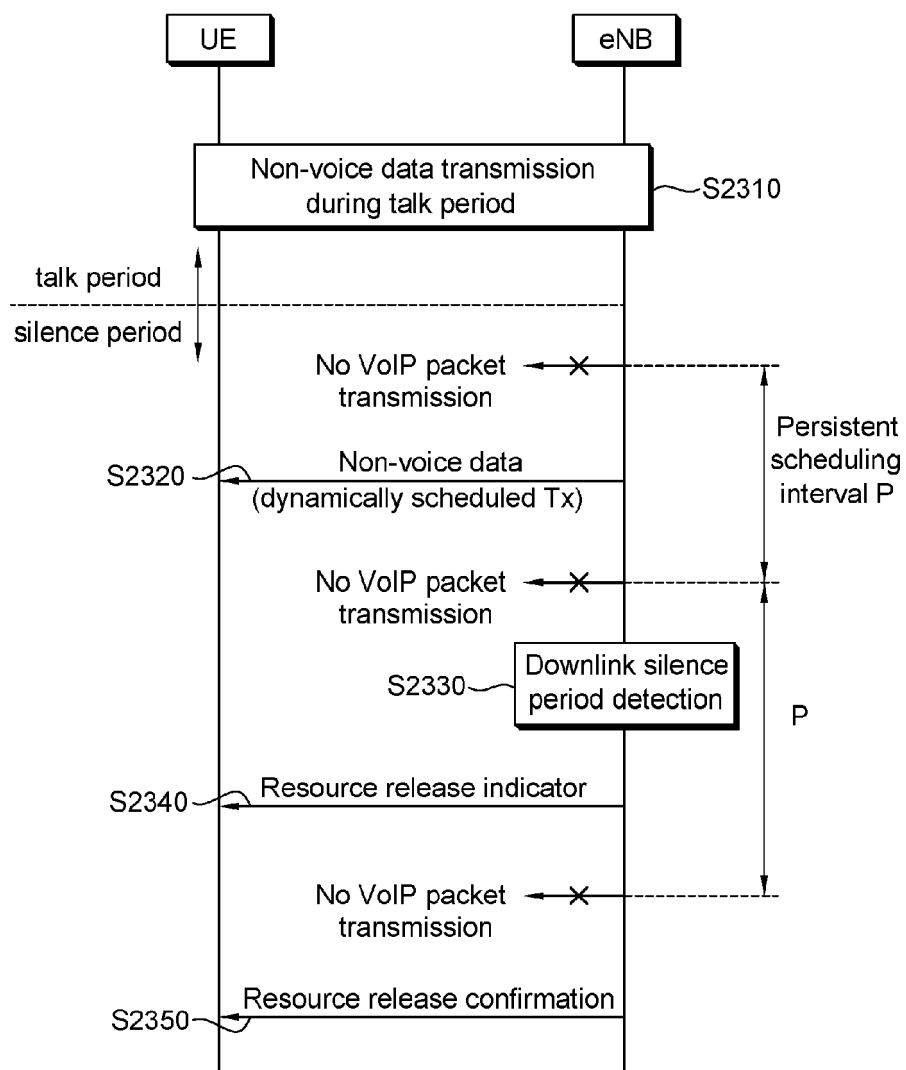 UE
eNB
Non-voice data transmission
during talk period
S2310
talk period
silence period
No VoIP packet
transmission
Persistent
scheduling
interval P
S2320
Non-voice data
(dynamically scheduled Tx)
No VoIP packet
transmission
S2330
Downlink silence
period detection
P
S2340
Resource release indicator
No VoIP packet
transmission
Resource release confirmation
S2350